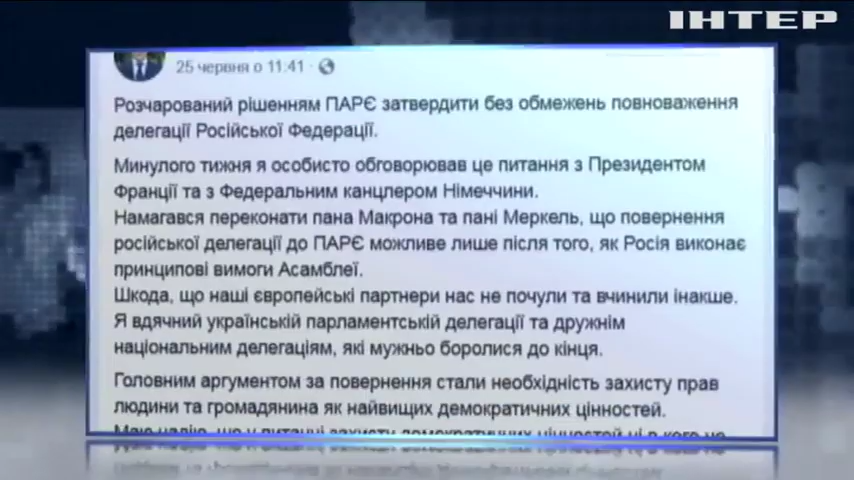 ІНТЕР
25 червня о 11:41 ·
Розчарований рішенням ПАРЄ затвердити без обмежень повноваження
делегації Російської Федерації.
Минулого тижня я особисто обговорював це питання з Президентом
Франції та з Федеральним канцлером Німеччини.
Намагався переконати пана Макрона та пані Меркель, що повернення
російської делегації до ПАРЄ можливе лише після того, як Росія виконає
принципові вимоги Асамблеї.
Шкода, що наші європейські партнери нас не почули та вчинили інакше.
Я вдячний українській парламентській делегації та дружнім
національним делегаціям, які мужньо боролися до кінця.
Головним аргументом за повернення стали необхідність захисту прав
людини та громадянина як найвищих демократичних цінностей.